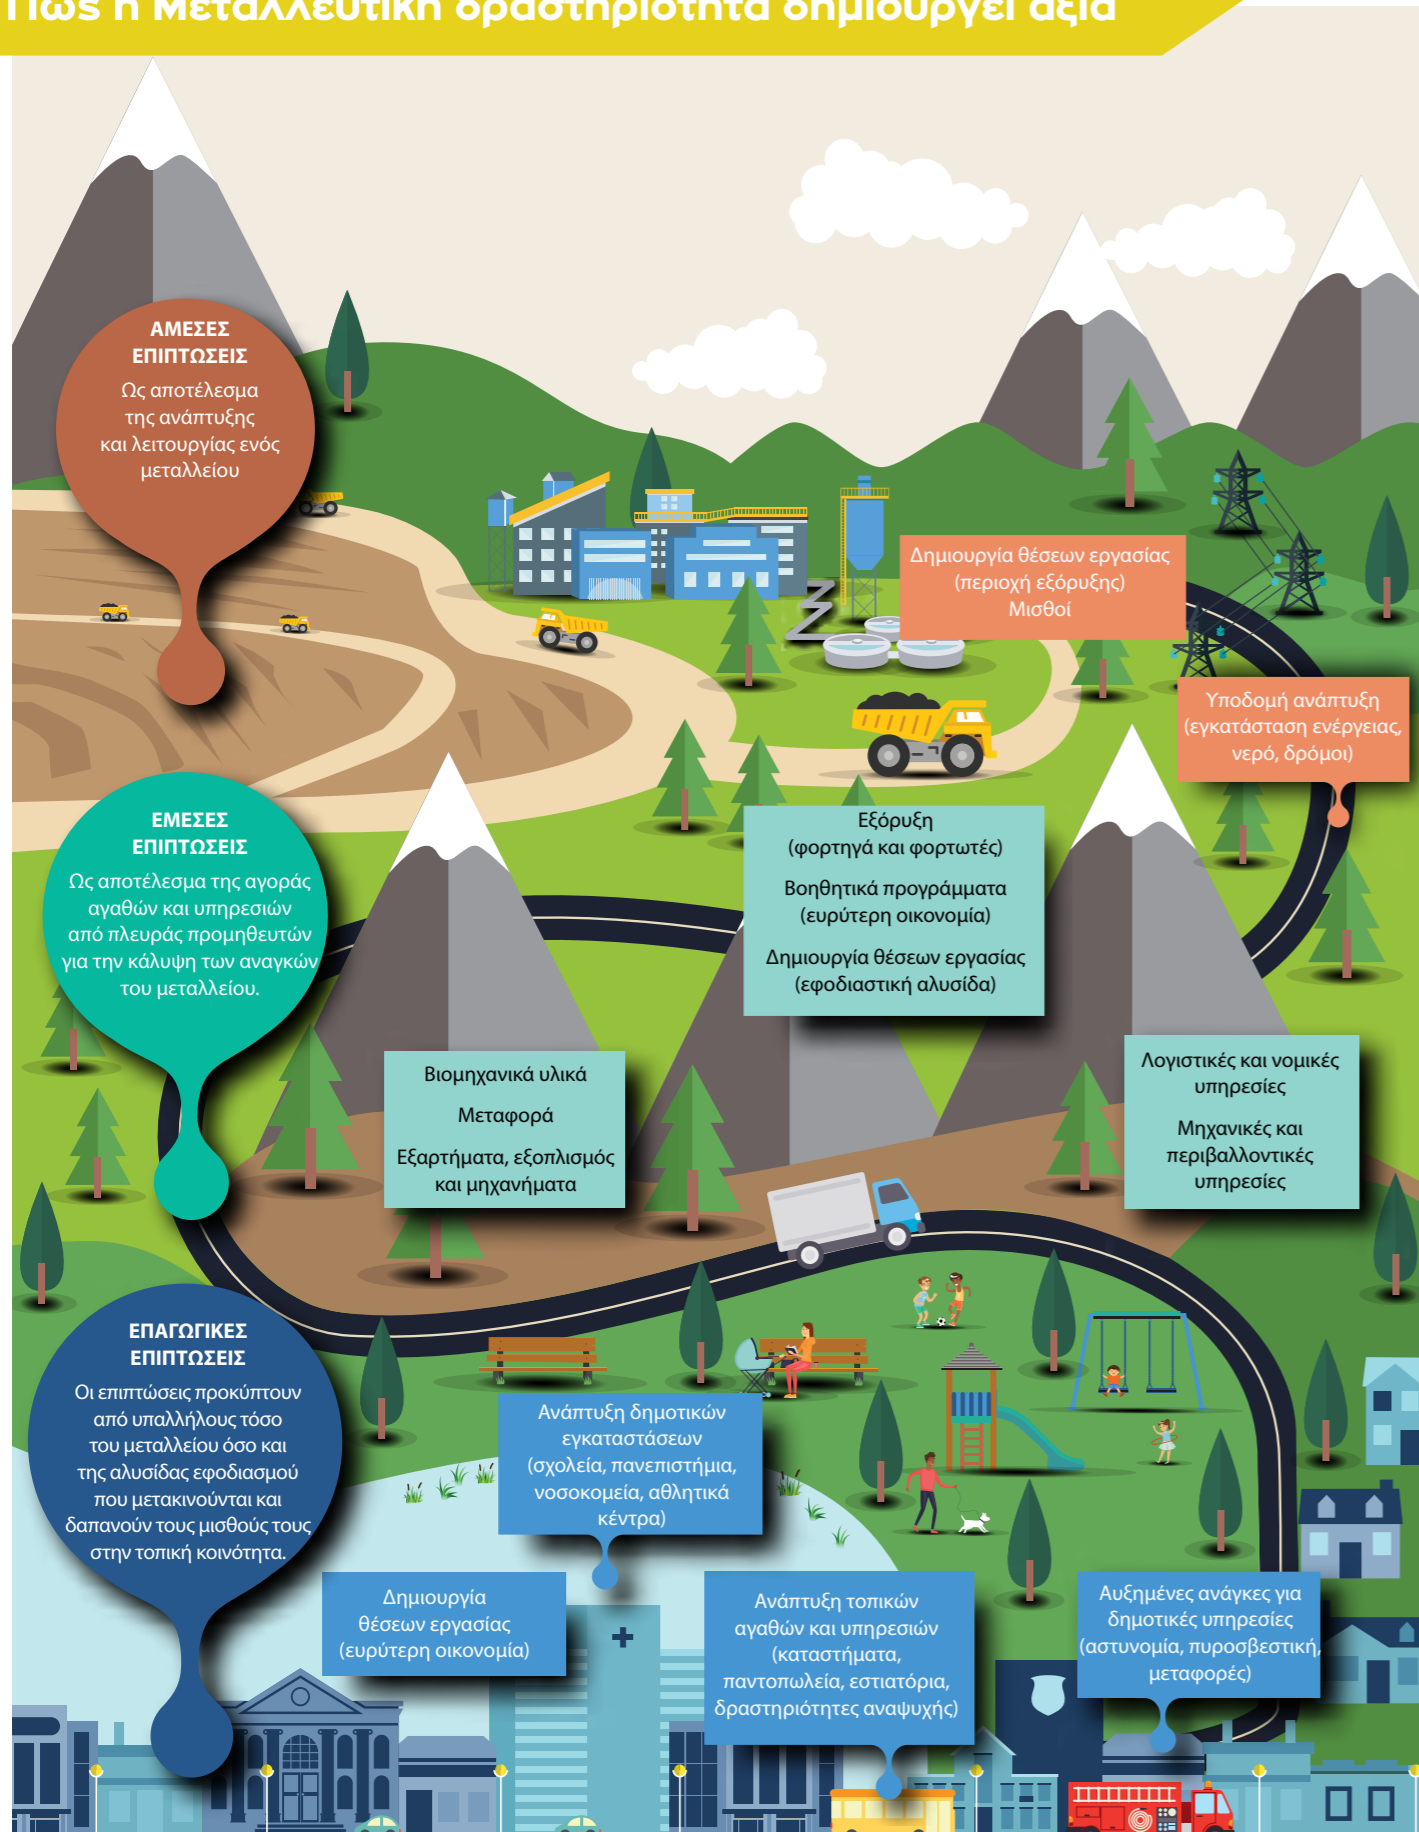 Πώς η Μεταλλευτική δραστηριότητα δημιουργεί αξία
ΑΜΕΣΕΣ
ΕΠΙΠΤΩΣΕΙΣ
Ως αποτέλεσμα
της ανάπτυξης
και λειτουργίας ενός
μεταλλείου
Δημιουργία θέσεων εργασίας
(περιοχή εξόρυξης)
Μισθοί
Υποδομή ανάπτυξη
(εγκατάσταση ενέργειας,
νερό, δρόμοι)
ΕΜΕΣΕΣ
ΕΠΙΠΤΩΣΕΙΣ
Ως αποτέλεσμα της αγοράς
αγαθών και υπηρεσιών
από πλευράς προμηθευτών
για την κάλυψη των αναγκών
του μεταλλείου.
Εξόρυξη
(φορτηγά και φορτωτές)
Βοηθητικά προγράμματα
(ευρύτερη οικονομία)
Δημιουργία θέσεων εργασίας
(εφοδιαστική αλυσίδα)
Βιομηχανικά υλικά
Μεταφορά
Εξαρτήματα, εξοπλισμός
και μηχανήματα
Λογιστικές και νομικές
υπηρεσίες
Μηχανικές και
περιβαλλοντικές
υπηρεσίες
ΕΠΑΓΩΓΙΚΕΣ
ΕΠΙΠΤΩΣΕΙΣ
Οι επιπτώσεις προκύπτουν
από υπαλλήλους τόσο
του μεταλλείου όσο και
της αλυσίδας εφοδιασμού
που μετακινούνται και
δαπανούν τους μισθούς τους
στην τοπική κοινότητα.
Ανάπτυξη δημοτικών
εγκαταστάσεων
(σχολεία, πανεπιστήμια,
νοσοκομεία, αθλητικά
κέντρα)
Δημιουργία
θέσεων εργασίας
(ευρύτερη οικονομία)
Ανάπτυξη τοπικών
αγαθών και υπηρεσιών
(καταστήματα,
παντοπωλεία, εστιατόρια,
δραστηριότητες αναψυχής)
Αυξημένες ανάγκες για
δημοτικές υπηρεσίες
(αστυνομία, πυροσβεστική,
μεταφορές)